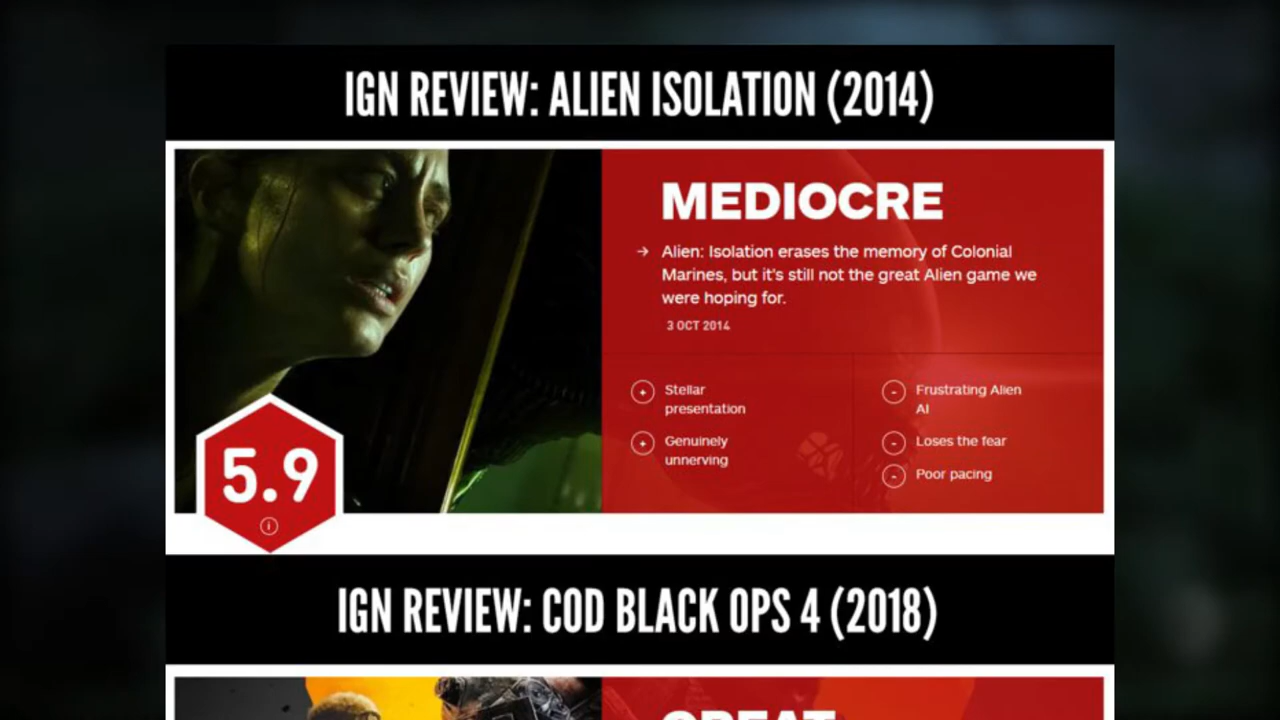 IGN REVIEW: ALIEN ISOLATION (2014)
MEDIOCRE
→ Alien: Isolation erases the memory of Colonial
Marines, but it's still not the great Alien game we
were hoping for.
3 OCT 2014
+ Stellar
presentation
+ Genuinely
unnerving
- Frustrating Alien
AI
- Loses the fear
- Poor pacing
5.9
i
IGN REVIEW: COD BLACK OPS 4 (2018)
GREAT